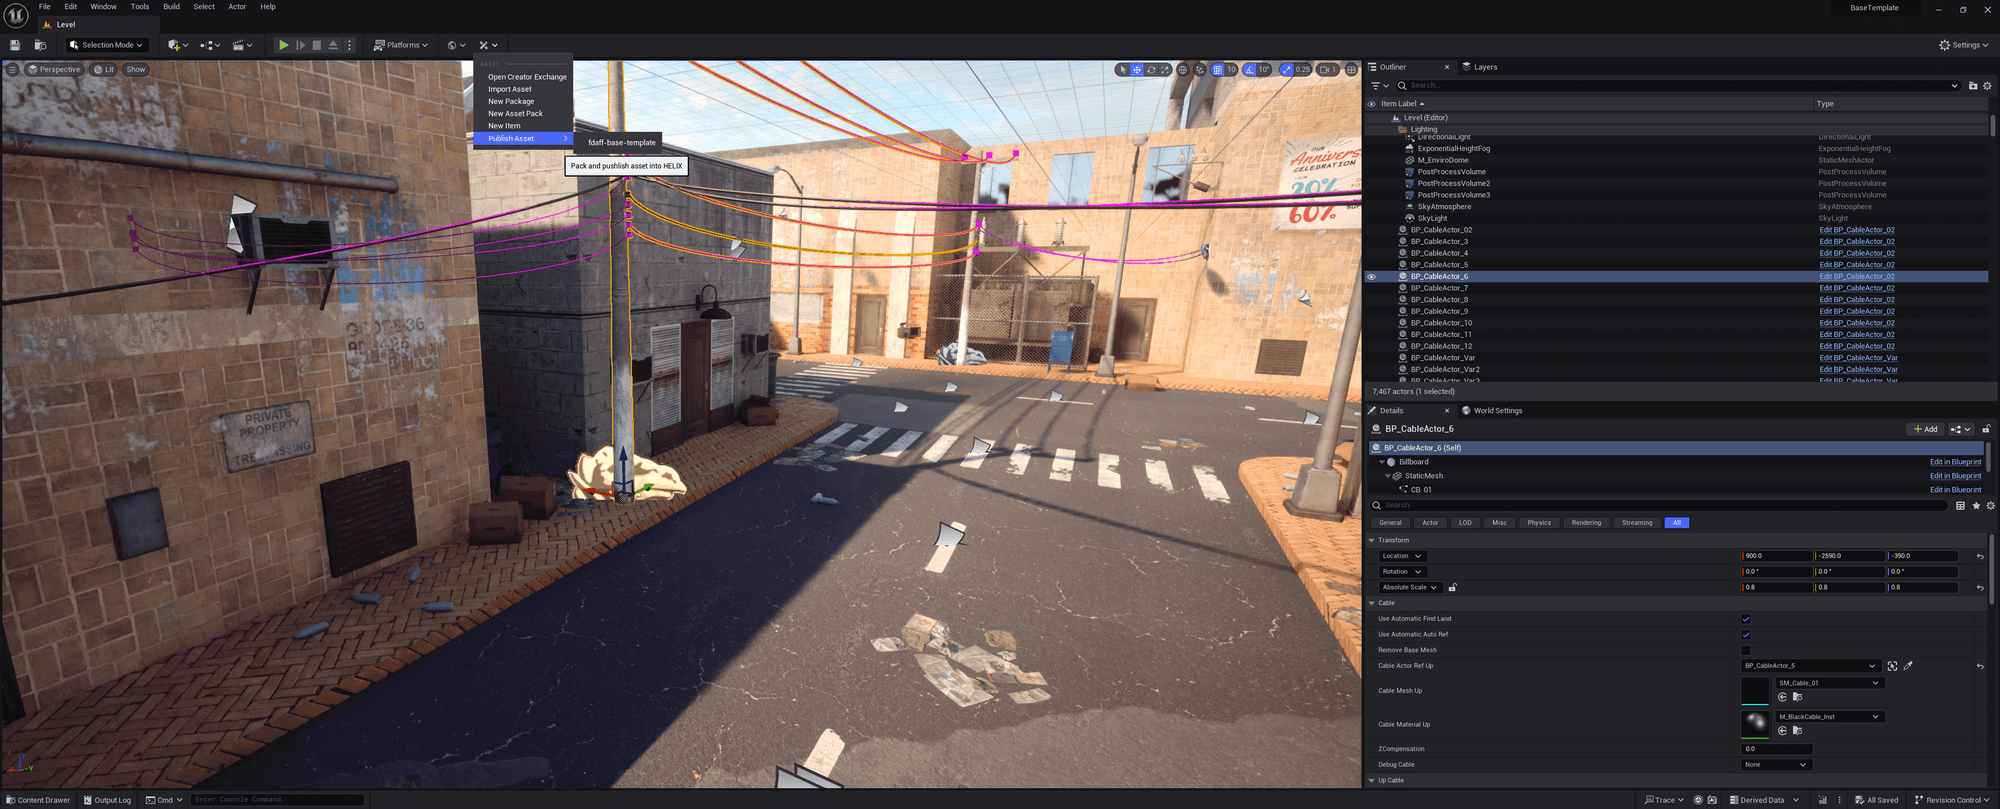 File Edit Window Tools Build Select Actor Help
BaseTemplate
Level
Selection Mode
Platforms
Settings
Perspective Lit Show
ASSET
Open Creator Exchange
Import Asset
New Package
New Asset Pack
New Item
Publish Asset
fdaff-base-template
Pack and pushlish asset into HELIX
10 10° 0.25 1
OUR
ANNIVERSARY
CELEBRATION
20%
60%
PRIVATE
PROPERTY
TRESPASSING
Outliner Layers
Search...
Item Label Type
Level (Editor)
Lighting
DirectionalLight DirectionalLight
ExponentialHeightFog ExponentialHeightFog
M_EnviroDome StaticMeshActor
PostProcessVolume PostProcessVolume
PostProcessVolume2 PostProcessVolume
PostProcessVolume3 PostProcessVolume
SkyAtmosphere SkyAtmosphere
SkyLight SkyLight
BP_CableActor_02 Edit BP_CableActor_02
BP_CableActor_3 Edit BP_CableActor_02
BP_CableActor_4 Edit BP_CableActor_02
BP_CableActor_5 Edit BP_CableActor_02
BP_CableActor_6 Edit BP_CableActor_02
BP_CableActor_7 Edit BP_CableActor_02
BP_CableActor_8 Edit BP_CableActor_02
BP_CableActor_9 Edit BP_CableActor_02
BP_CableActor_10 Edit BP_CableActor_02
BP_CableActor_11 Edit BP_CableActor_02
BP_CableActor_12 Edit BP_CableActor_02
BP_CableActor_Var Edit BP_CableActor_Var
BP_CableActor_Var2 Edit BP_CableActor_Var
BP_CableActor_Var3 Edit BP_CableActor_Var
7,467 actors (1 selected)
Details World Settings
BP_CableActor_6
Add
BP_CableActor_6 (Self)
Billboard Edit in Blueprint
StaticMesh Edit in Blueprint
CB_01 Edit in Blueprint
Search
General Actor LOD Misc Physics Rendering Streaming All
Transform
Location 900.0 -2590.0 -390.0
Rotation 0.0° 0.0° 0.0°
Absolute Scale 0.8 0.8 0.8
Cable
Use Automatic Find Land
Use Automatic Auto Ref
Remove Base Mesh
Cable Actor Ref Up BP_CableActor_5
Cable Mesh Up SM_Cable_01
Cable Material Up M_BlackCable_Inst
ZCompensation 0.0
Debug Cable None
Up Cable
Content Drawer Output Log Cmd Enter Console Command
Trace Derived Data All Saved Revision Control